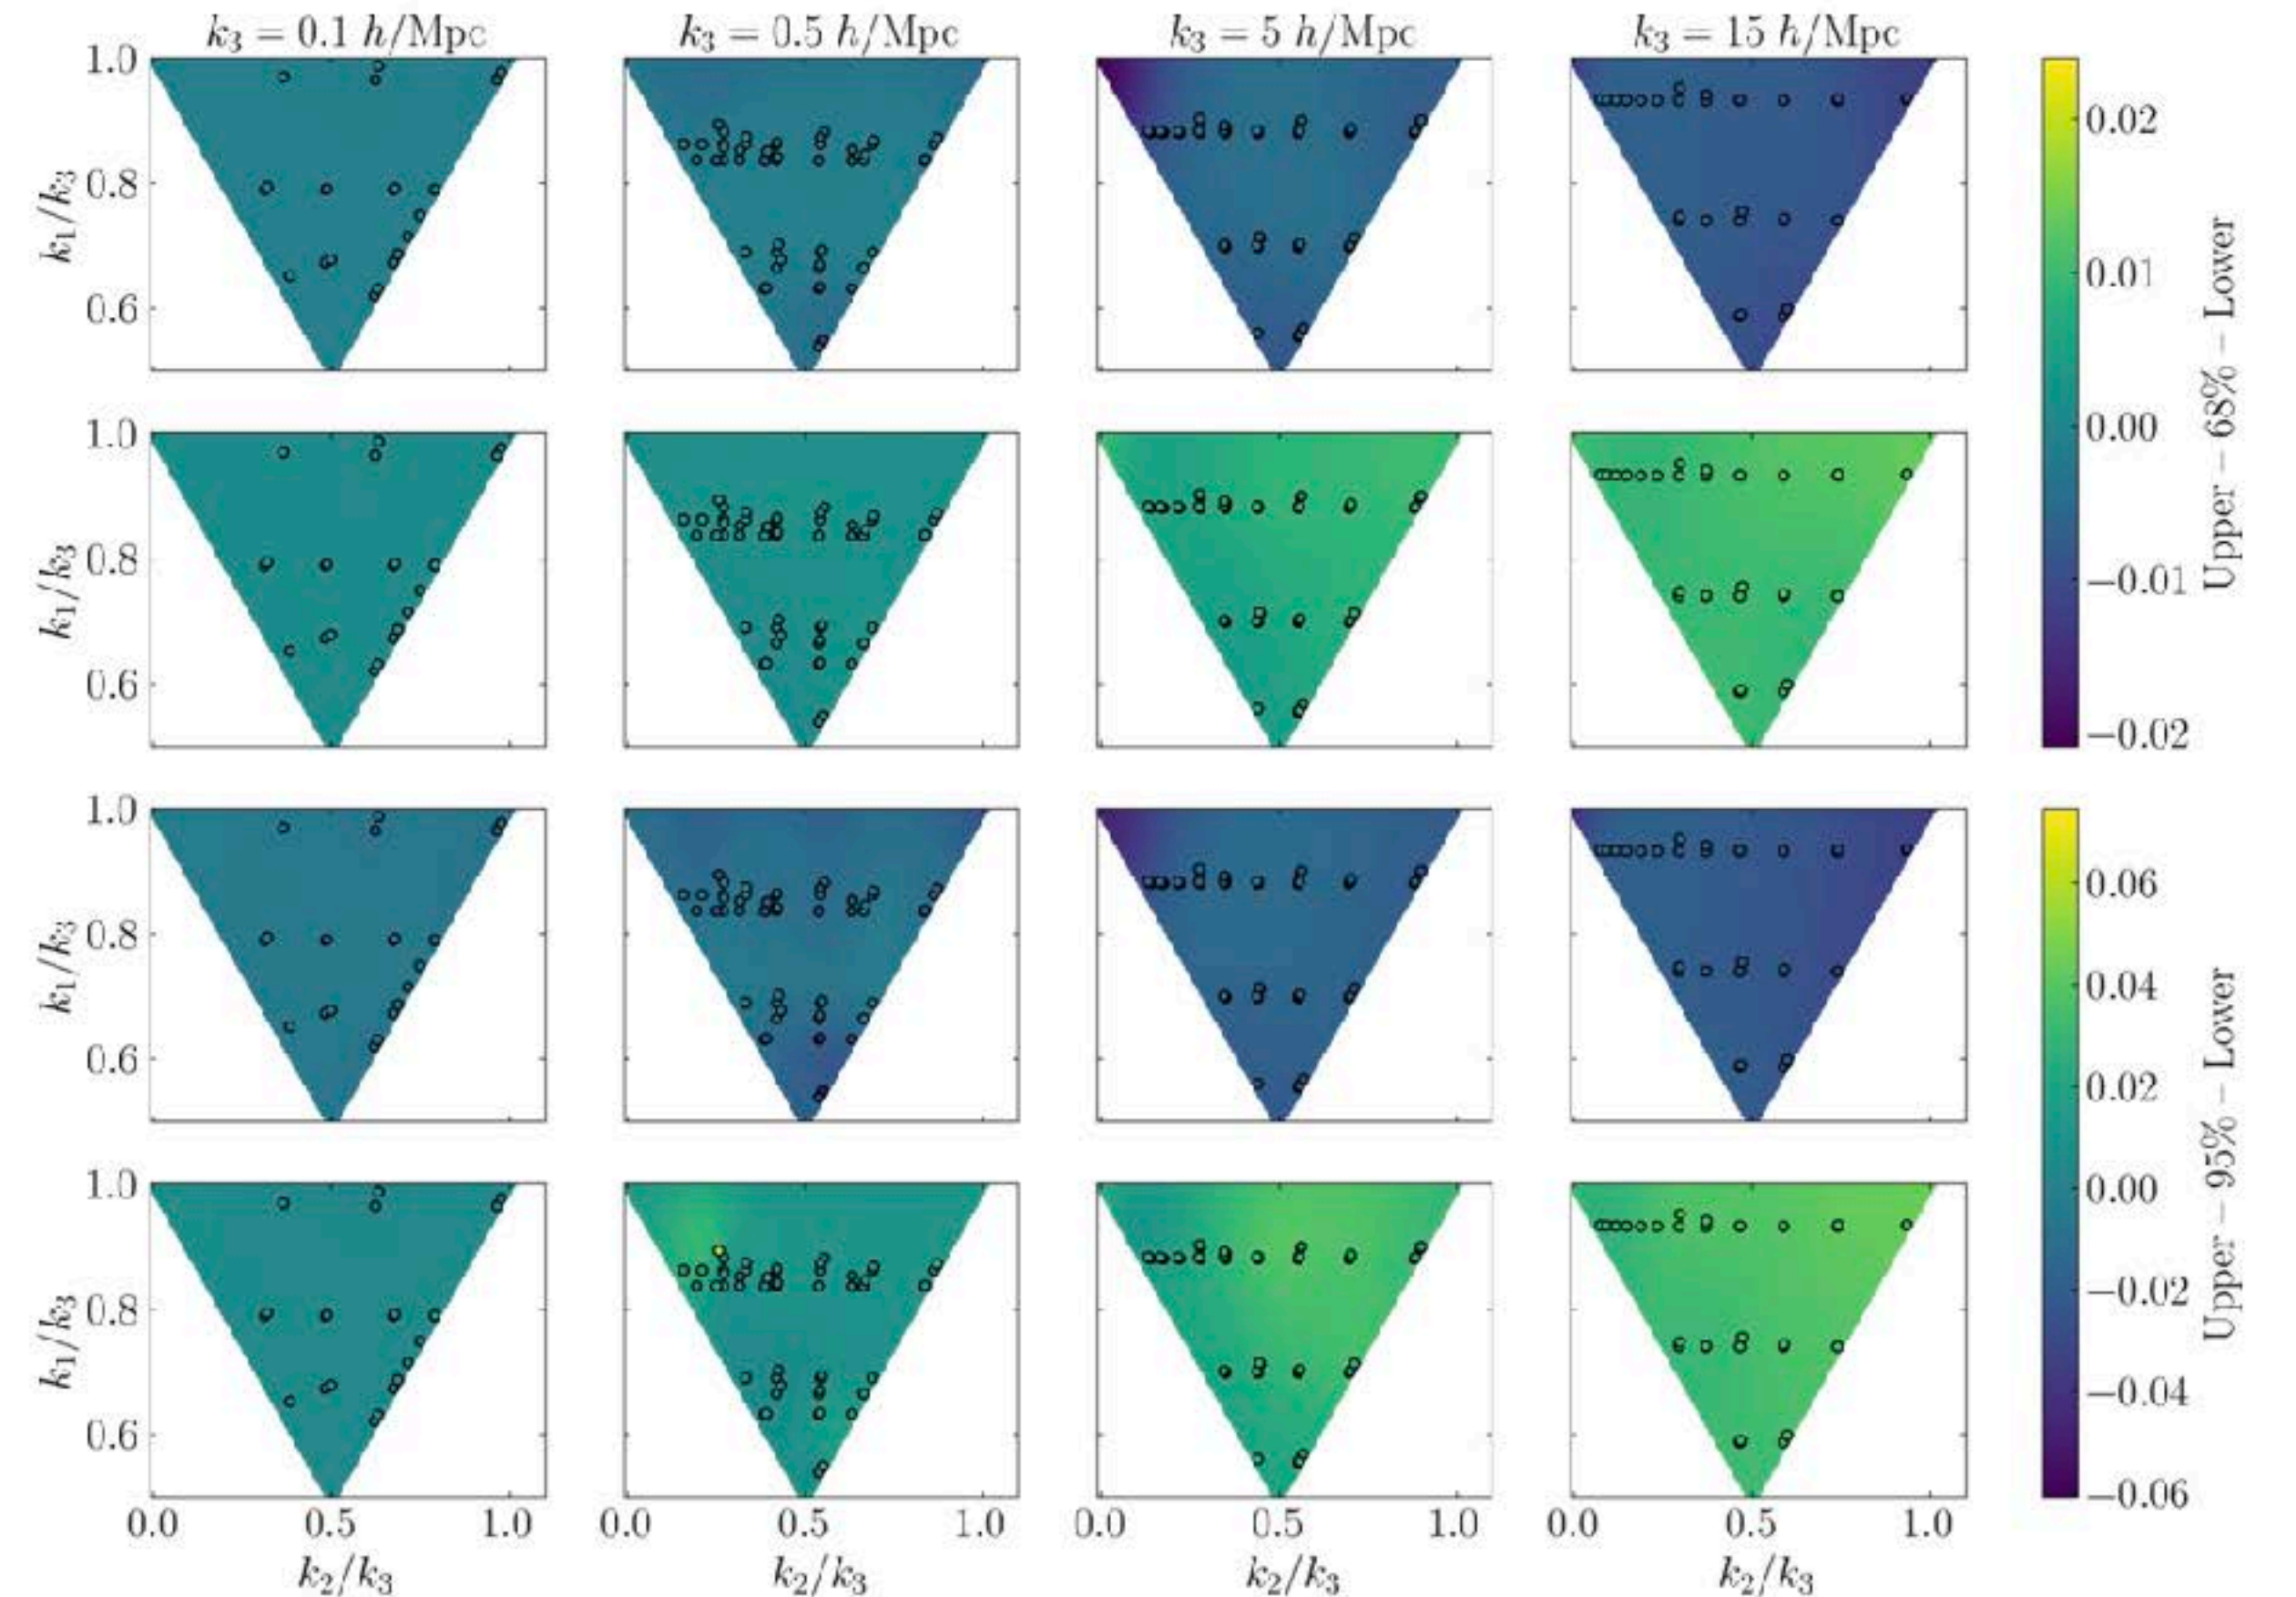 k₃ = 0.1 h/Mpc k₃ = 0.5 h/Mpc k₃ = 5 h/Mpc k₃ = 15 h/Mpc
1.0
0.8
0.6
k₁/k₃
1.0
0.8
0.6
k₁/k₃
0.02
0.01
0.00
−0.01
−0.02
Upper − 68% − Lower
1.0
0.8
0.6
k₁/k₃
1.0
0.8
0.6
k₁/k₃
0.06
0.04
0.02
0.00
−0.02
−0.04
−0.06
Upper − 95% − Lower
0.0 0.5 1.0 0.0 0.5 1.0 0.0 0.5 1.0 0.0 0.5 1.0
k₂/k₃ k₂/k₃ k₂/k₃ k₂/k₃